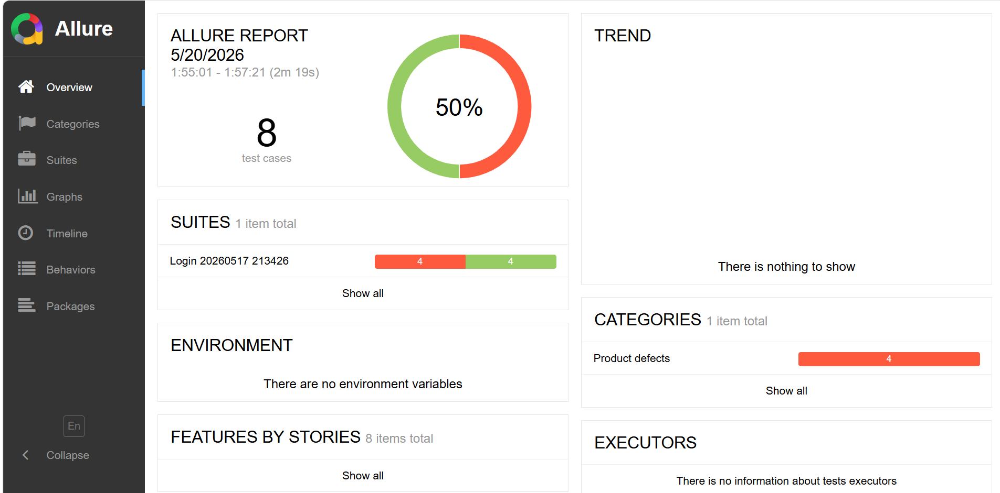 Allure
Overview
Categories
Suites
Graphs
Timeline
Behaviors
Packages
En
Collapse
ALLURE REPORT
5/20/2026
1:55:01 - 1:57:21 (2m 19s)
8
test cases
50%
SUITES 1 item total
Login 20260517 213426 4 4
Show all
ENVIRONMENT
There are no environment variables
FEATURES BY STORIES 8 items total
Show all
TREND
There is nothing to show
CATEGORIES 1 item total
Product defects 4
Show all
EXECUTORS
There is no information about tests executors